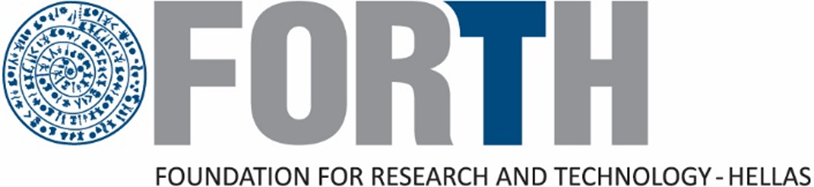 FORTH
FOUNDATION FOR RESEARCH AND TECHNOLOGY - HELLAS